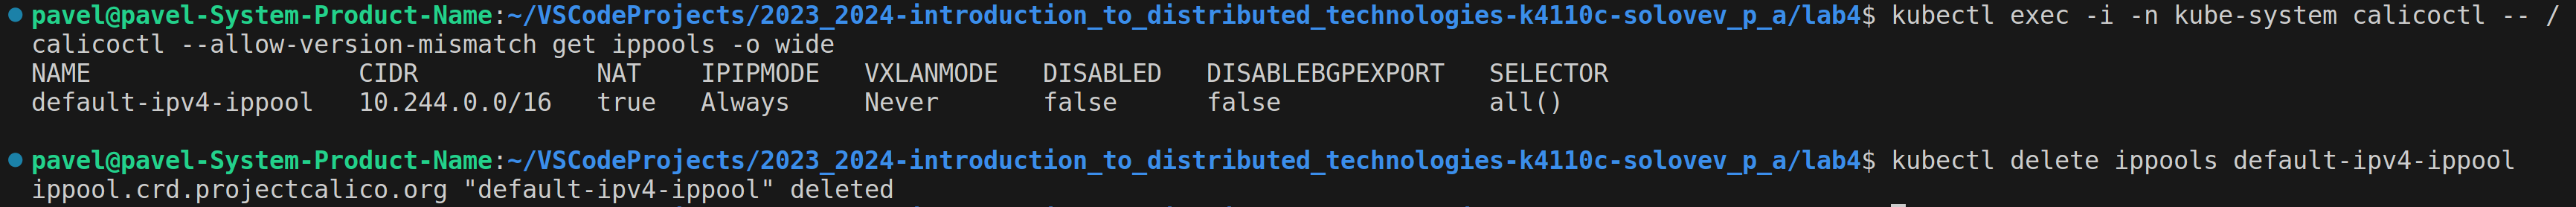 pavel@pavel-System-Product-Name:~/VSCodeProjects/2023_2024-introduction_to_distributed_technologies-k4110c-solovev_p_a/lab4$ kubectl exec -i -n kube-system calicoctl -- /
calicoctl --allow-version-mismatch get ippools -o wide
NAME                  CIDR            NAT    IPIPMODE   VXLANMODE   DISABLED   DISABLEBGPEXPORT   SELECTOR
default-ipv4-ippool   10.244.0.0/16   true   Always     Never       false      false              all()
pavel@pavel-System-Product-Name:~/VSCodeProjects/2023_2024-introduction_to_distributed_technologies-k4110c-solovev_p_a/lab4$ kubectl delete ippools default-ipv4-ippool
ippool.crd.projectcalico.org "default-ipv4-ippool" deleted